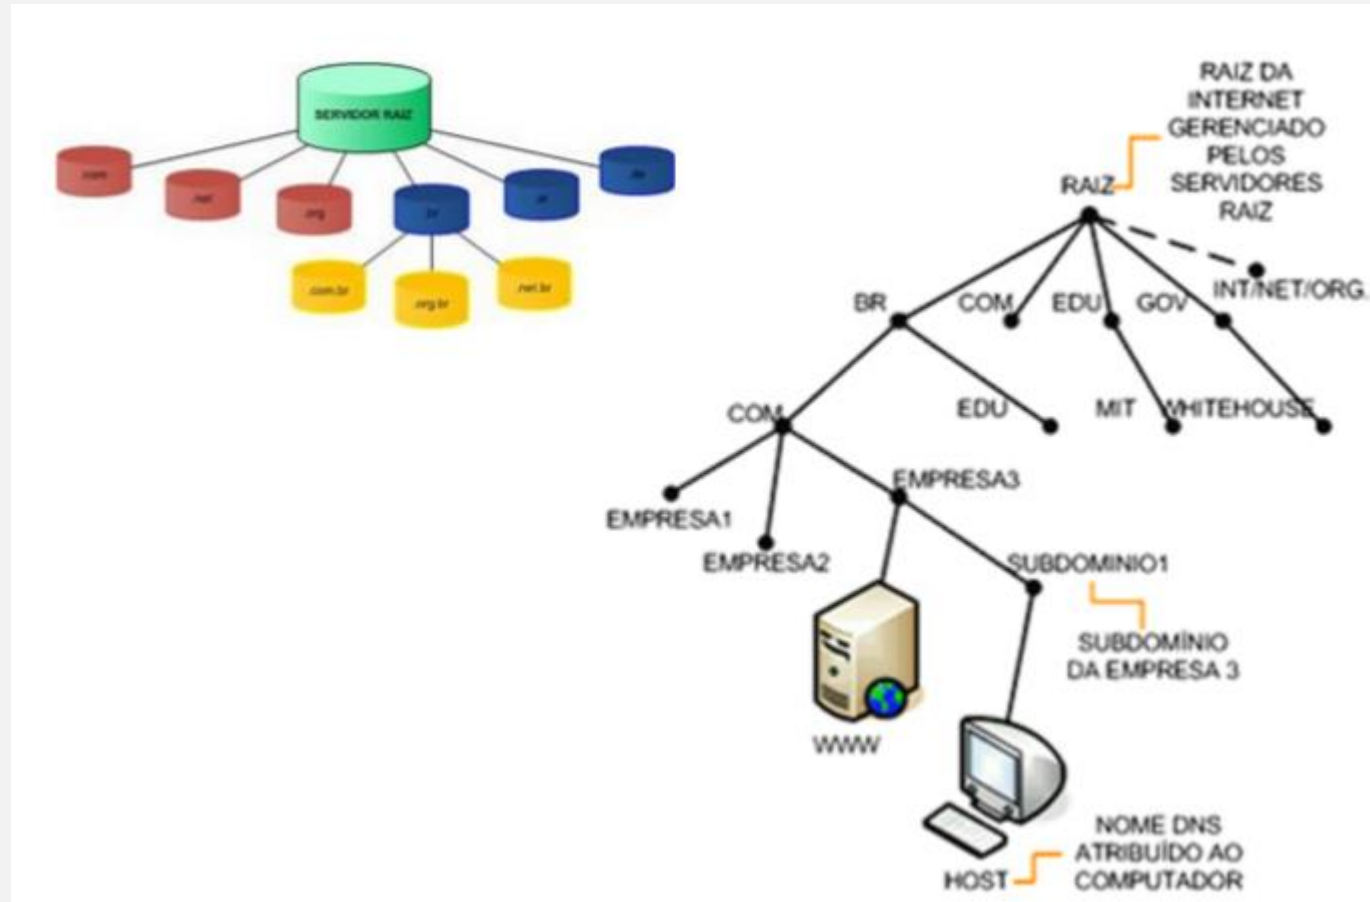 SERVIDOR RAIZ
.com
.net
.org
.br
.com.br
.org.br
.net.br
RAIZ DA
INTERNET
GERENCIADO
PELOS
SERVIDORES
RAIZ
RAIZ
BR
COM
EDU
GOV
INT/NET/ORG.
COM
EDU
MIT
WHITEHOUSE
EMPRESA1
EMPRESA2
EMPRESA3
SUBDOMINIO1
SUBDOMÍNIO
DA EMPRESA 3
WWW
HOST
NOME DNS
ATRIBUÍDO AO
COMPUTADOR